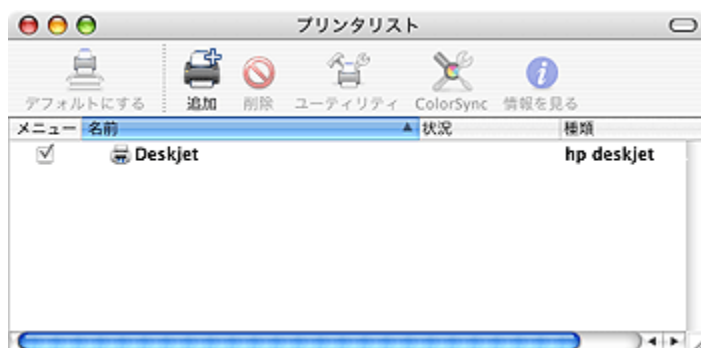 プリンタリスト
デフォルトにする 追加 削除 ユーティリティ ColorSync 情報を見る
メニュー 名前 状況 種類
Deskjet hp deskjet